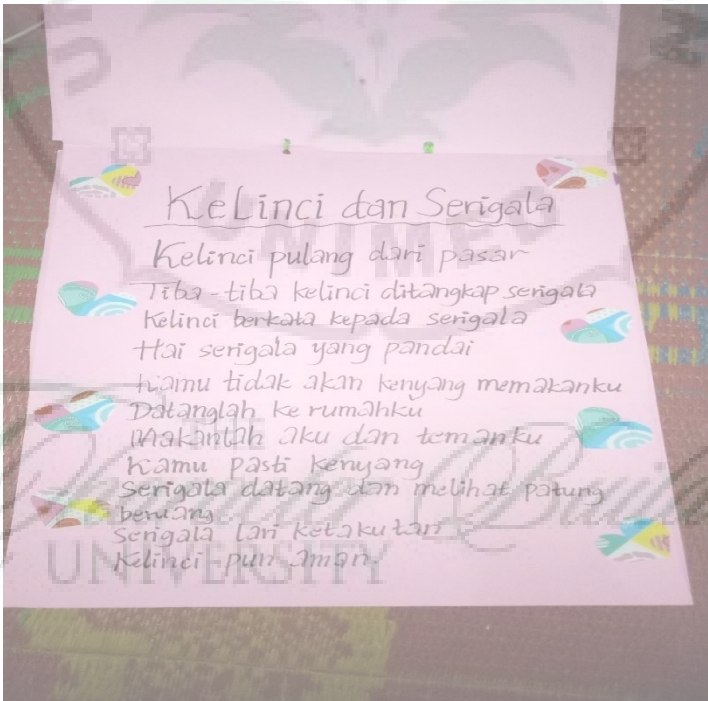 Kelinci dan Serigala
Kelinci pulang dari pasar
Tiba-tiba kelinci ditangkap serigala
Kelinci berkata kepada serigala
Hai serigala yang pandai
Kamu tidak akan kenyang memakanku
Datanglah ke rumahku
Makanlah aku dan temanku
Kamu pasti kenyang
Serigala datang dan melihat patung
beruang
Serigala lari ketakutan
Kelinci pun aman.
THE
UNIVERSITY